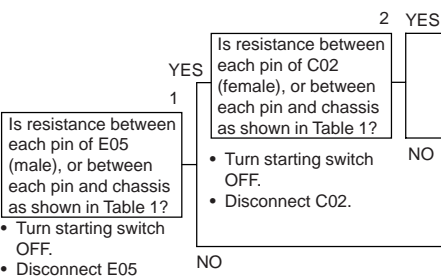 2 YES
Is resistance between
each pin of C02
(female), or between
each pin and chassis
as shown in Table 1?
YES
NO
• Turn starting switch
OFF.
• Disconnect C02.
1
Is resistance between
each pin of E05
(male), or between
each pin and chassis
as shown in Table 1?
• Turn starting switch
OFF.
• Disconnect E05
NO